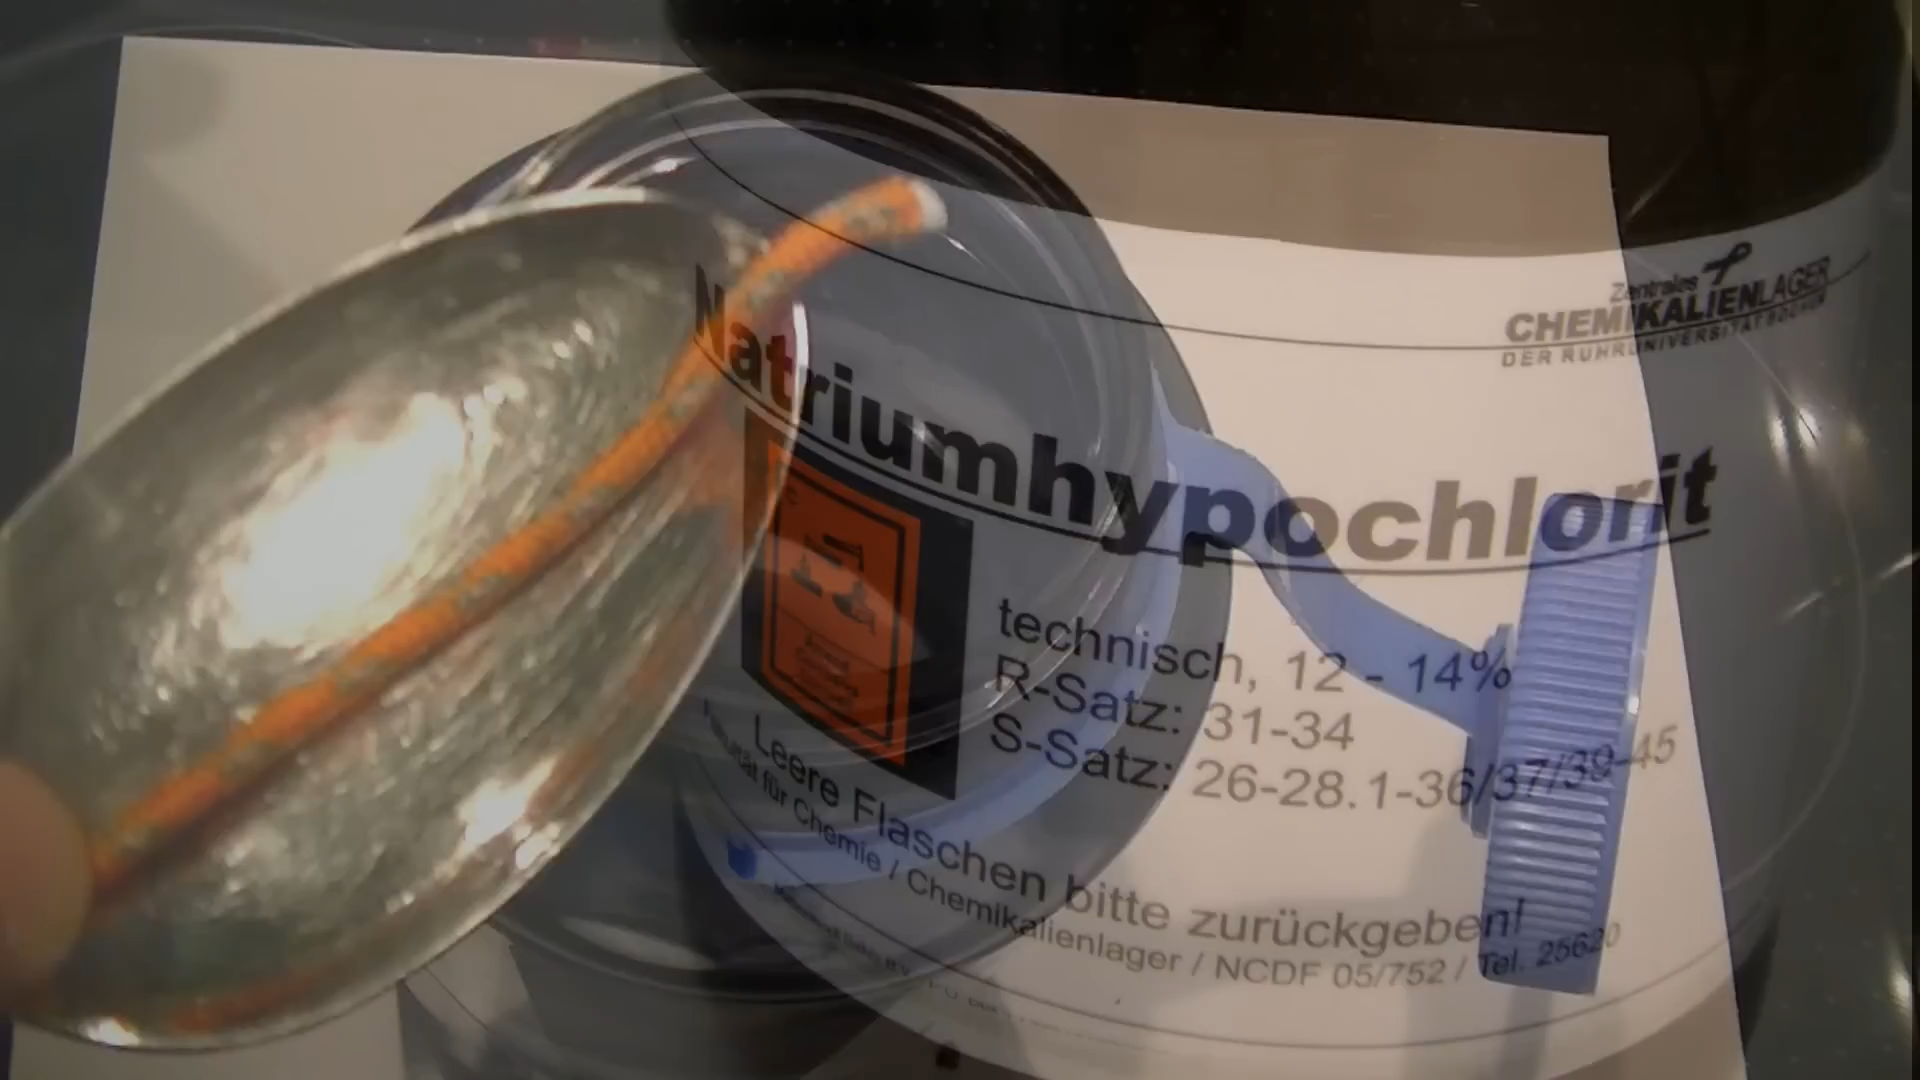 Zentrales
CHEMIKALIENLAGER
DER RUHRUNIVERSITÄT BOCHUM
Natriumhypochlorit
technisch, 12 - 14%
R-Satz: 31-34
S-Satz: 26-28.1-36/37/39-45
Leere Flaschen bitte zurückgeben!
für Chemie / Chemikalienlager / NCDF 05/752 / Tel. 25620